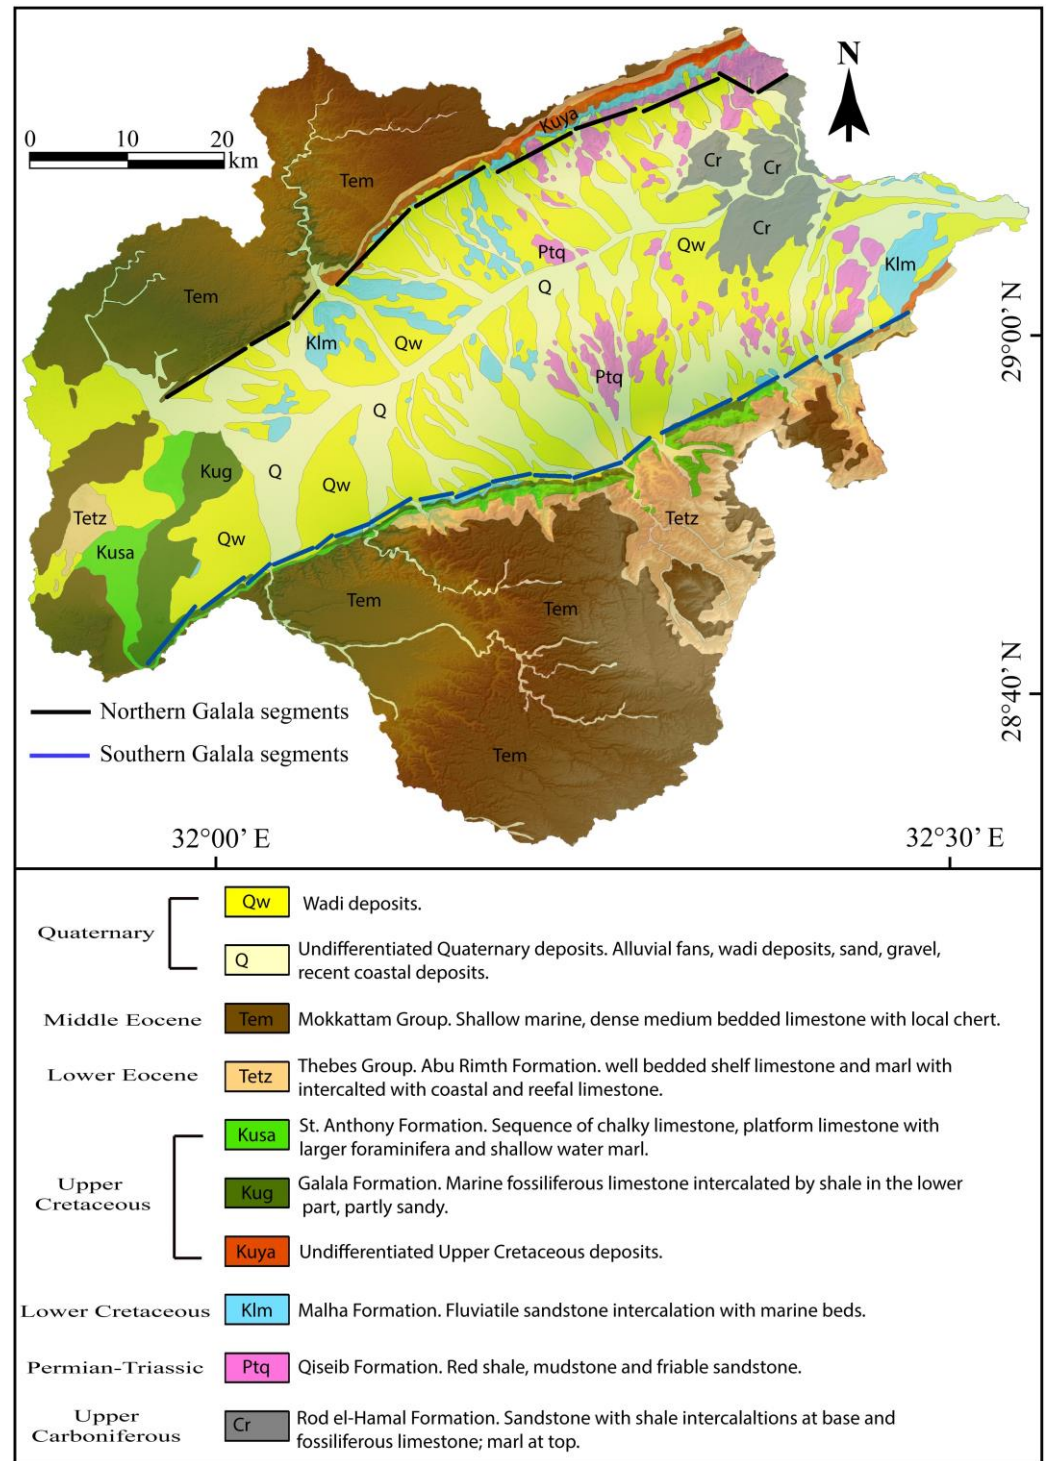 N
0 10 20
km
Kuya
Tem
Cr
Cr
Cr
Ptq
Qw
Klm
Tem
Q
Klm
Qw
29°00’ N
Ptq
Q
Kug
Q
Qw
Tetz
Tetz
Kusa
Qw
Tem
Tem
28°40’ N
Northern Galala segments
Southern Galala segments
Tem
32°00’ E
32°30’ E
Quaternary
Qw
Wadi deposits.
Q
Undifferentiated Quaternary deposits. Alluvial fans, wadi deposits, sand, gravel,
recent coastal deposits.
Middle Eocene
Tem
Mokkattam Group. Shallow marine, dense medium bedded limestone with local chert.
Lower Eocene
Tetz
Thebes Group. Abu Rimth Formation. well bedded shelf limestone and marl with
intercalted with coastal and reefal limestone.
Upper
Cretaceous
Kusa
St. Anthony Formation. Sequence of chalky limestone, platform limestone with
larger foraminifera and shallow water marl.
Kug
Galala Formation. Marine fossiliferous limestone intercalated by shale in the lower
part, partly sandy.
Kuya
Undifferentiated Upper Cretaceous deposits.
Lower Cretaceous
Klm
Malha Formation. Fluviatile sandstone intercalation with marine beds.
Permian-Triassic
Ptq
Qiseib Formation. Red shale, mudstone and friable sandstone.
Upper
Carboniferous
Cr
Rod el-Hamal Formation. Sandstone with shale intercalaltions at base and
fossiliferous limestone; marl at top.